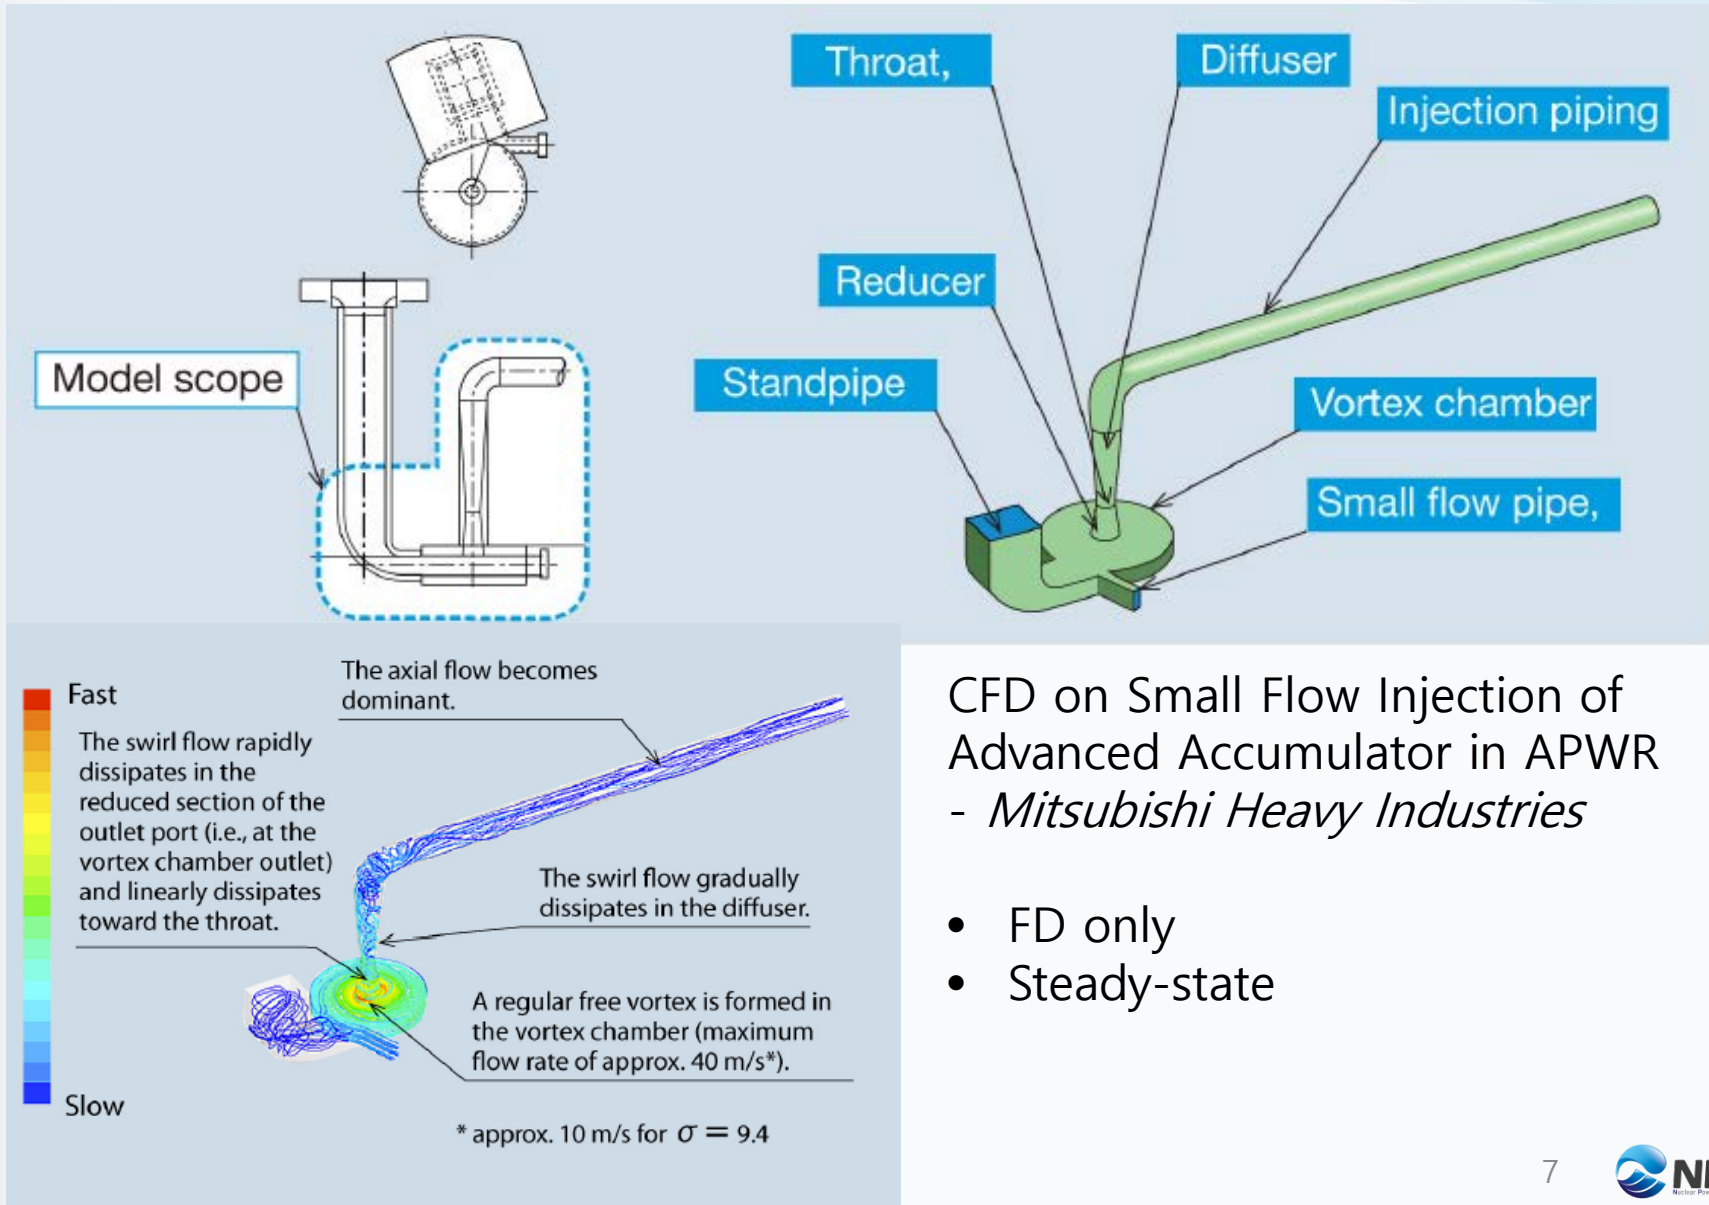 Throat,
Diffuser
Injection piping
Reducer
Standpipe
Vortex chamber
Small flow pipe,
Model scope
Fast
The swirl flow rapidly
dissipates in the
reduced section of the
outlet port (i.e., at the
vortex chamber outlet)
and linearly dissipates
toward the throat.
Slow
The axial flow becomes
dominant.
The swirl flow gradually
dissipates in the diffuser.
A regular free vortex is formed in
the vortex chamber (maximum
flow rate of approx. 40 m/s*).
* approx. 10 m/s for σ = 9.4
CFD on Small Flow Injection of
Advanced Accumulator in APWR
- Mitsubishi Heavy Industries
• FD only
• Steady-state
7
Nuclear